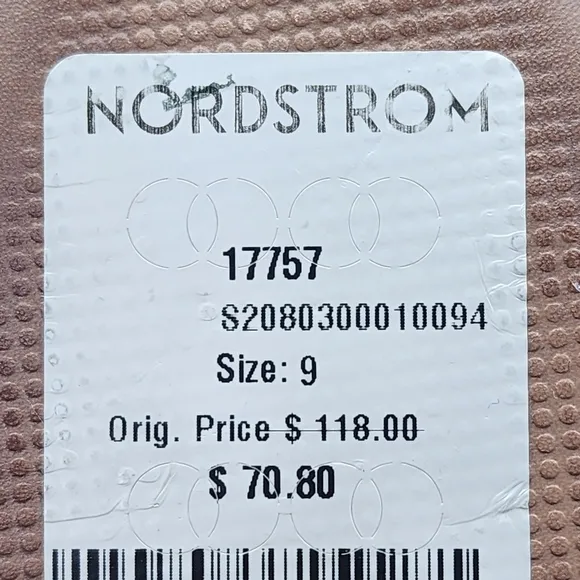 NORDSTROM
17757
S2080300010094
Size: 9
Orig. Price $ 118.00
$ 70.80